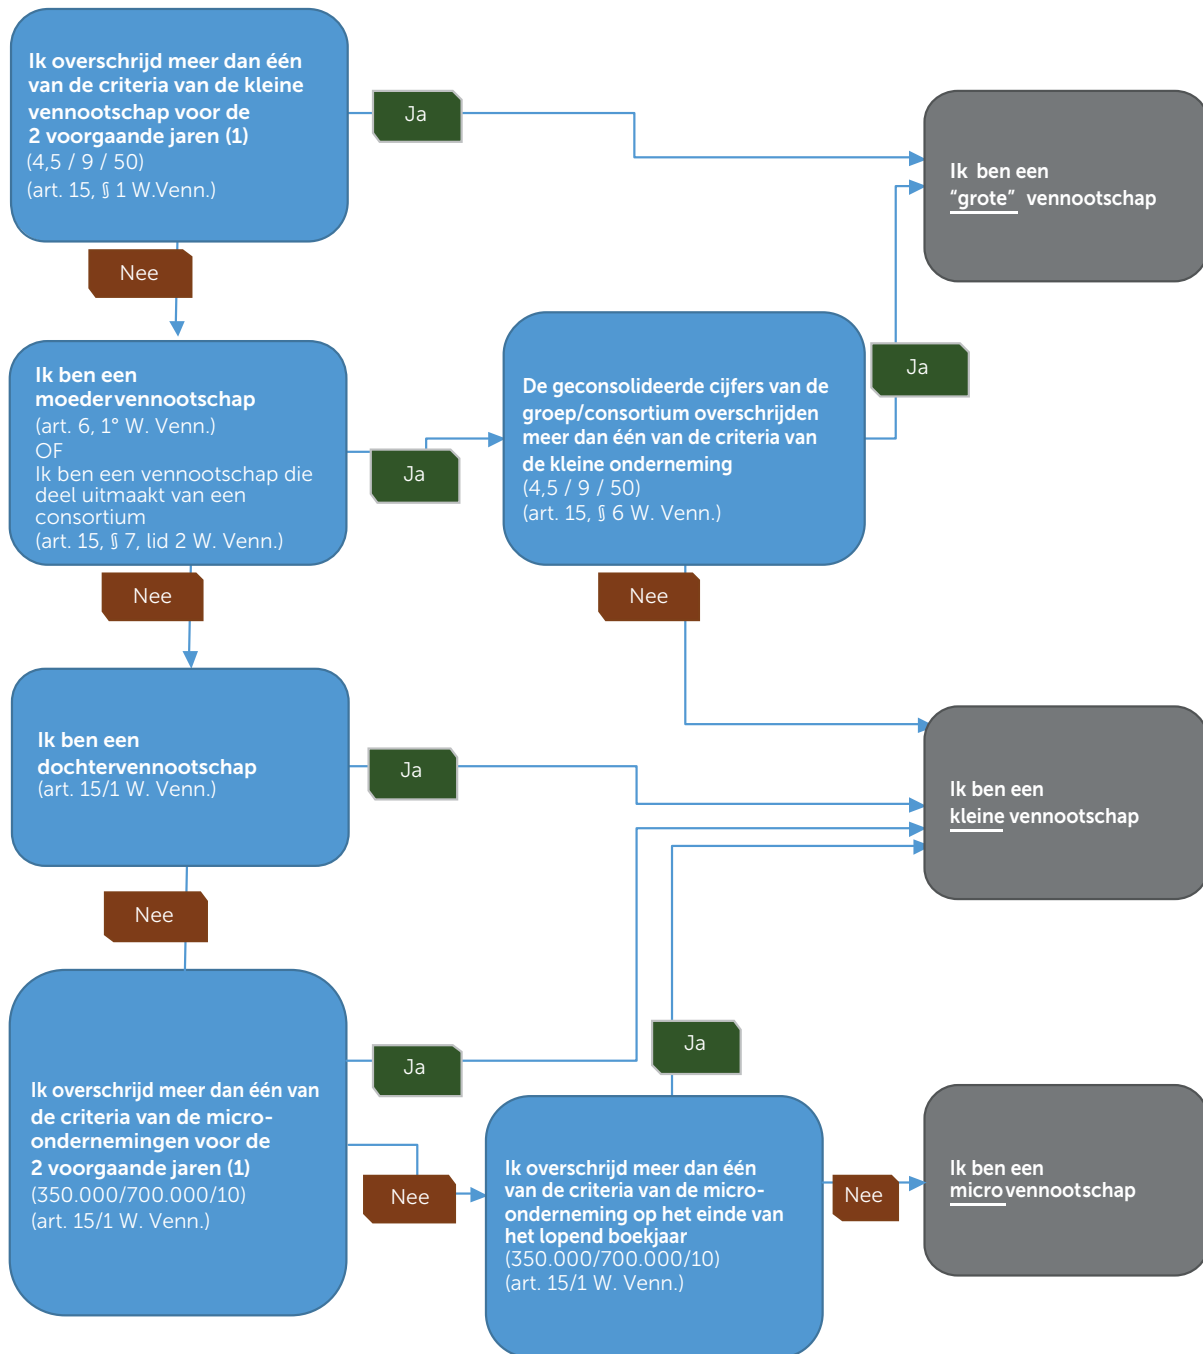 Ik overschrijd meer dan één
van de criteria van de kleine
vennootschap voor de
2 voorgaande jaren (1)
(4,5 / 9 / 50)
(art. 15, § 1 W.Venn.)
Ja
Ik ben een
“grote” vennootschap
Nee
Ik ben een
moedervennootschap
(art. 6, 1° W. Venn.)
OF
Ik ben een vennootschap die
deel uitmaakt van een
consortium
(art. 15, § 7, lid 2 W. Venn.)
Ja
De geconsolideerde cijfers van de
groep/consortium overschrijden
meer dan één van de criteria van
de kleine onderneming
(4,5 / 9 / 50)
(art. 15, § 6 W. Venn.)
Ja
Nee
Nee
Ik ben een
dochtervennootschap
(art. 15/1 W. Venn.)
Ja
Ik ben een
kleine vennootschap
Nee
Ik overschrijd meer dan één van
de criteria van de micro-
ondernemingen voor de
2 voorgaande jaren (1)
(350.000/700.000/10)
(art. 15/1 W. Venn.)
Ja
Nee
Ja
Ik overschrijd meer dan één
van de criteria van de micro-
onderneming op het einde van
het lopend boekjaar
(350.000/700.000/10)
(art. 15/1 W. Venn.)
Nee
Ik ben een
micro vennootschap